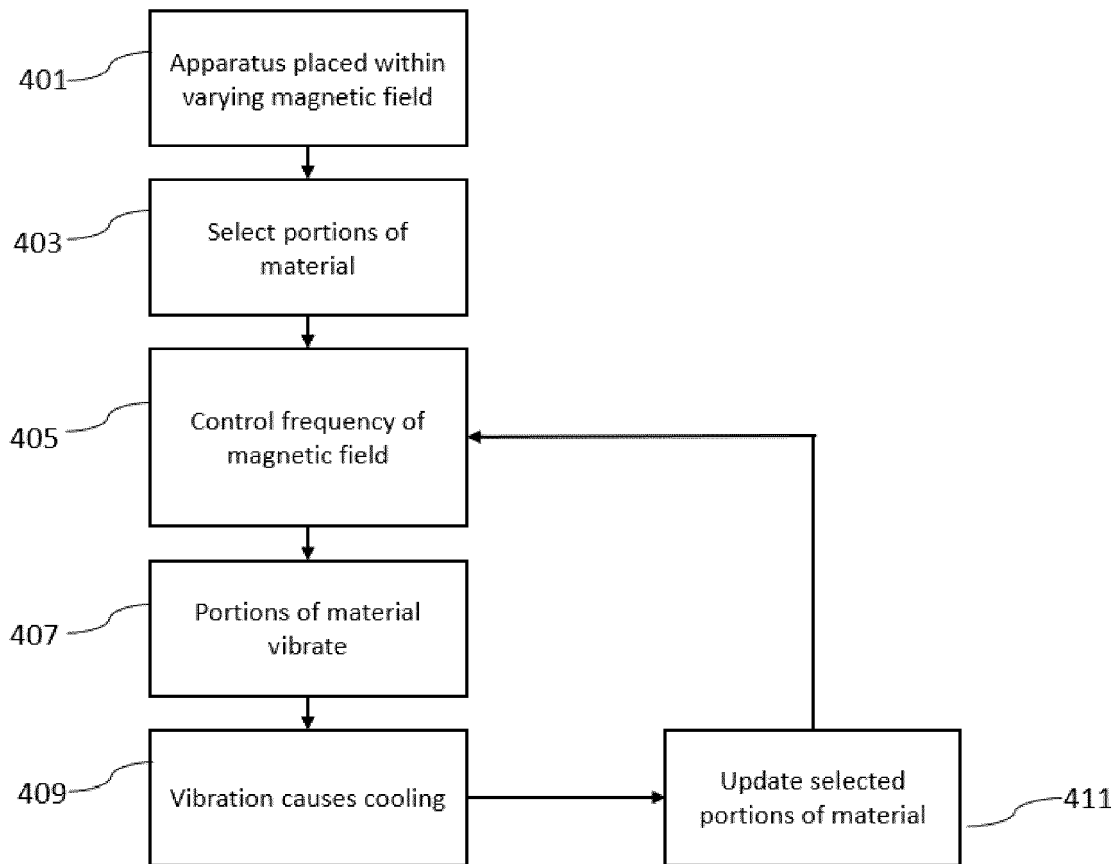 401
Apparatus placed within
varying magnetic field
403
Select portions of
material
405
Control frequency of
magnetic field
407
Portions of material
vibrate
409
Vibration causes cooling
Update selected
portions of material
411